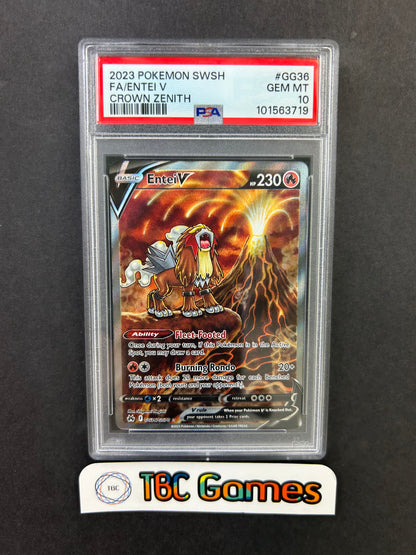 2023 POKEMON SWSH #GG36
FA/ENTEI V GEM MT
CROWN ZENITH 10
PSA 101563719
BASIC Entei V HP 230
Ability Fleet-Footed
Once during your turn, if this Pokémon is in the Active
Spot, you may draw a card.
Burning Rondo 20+
This attack does 20 more damage for each Benched
Pokémon (both yours and your opponent's).
weakness ×2 resistance retreat
V rule When your Pokémon V is Knocked Out,
your opponent takes 2 Prize cards.
TBC
TBC Games